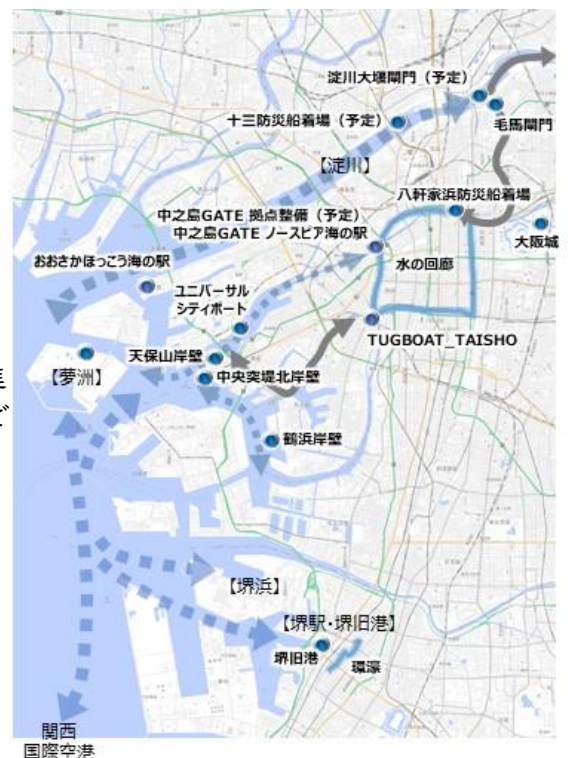 淀川大堰閘門（予定）
十三防災船着場（予定）
毛馬閘門
【淀川】
八軒家浜防災船着場
中之島GATE 拠点整備（予定）
中之島GATE ノースピア海の駅
大阪城
おおさかほっこう海の駅
水の回廊
ユニバーサル
シティポート
TUGBOAT_TAISHO
天保山岸壁
【夢洲】
中央突堤北岸壁
鶴浜岸壁
【堺浜】
【堺駅・堺旧港】
堺旧港
環濠
関西
国際空港